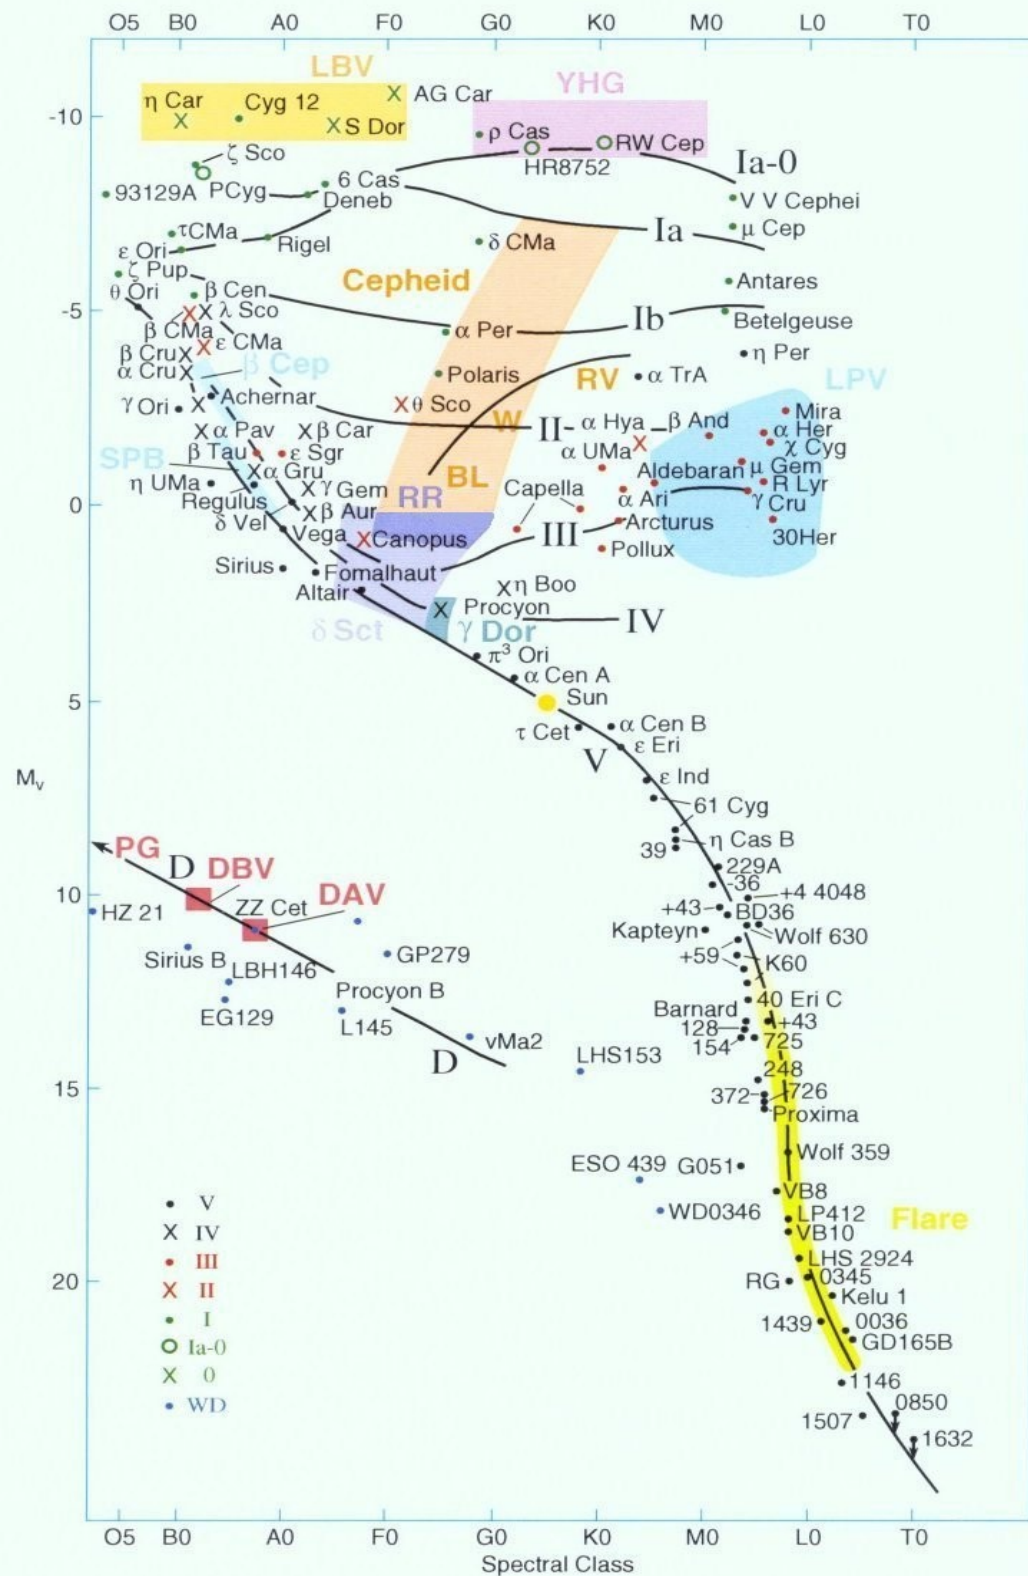 O5 B0 A0 F0 G0 K0 M0 L0 T0
LBV
YHG
η Car
Cyg 12
AG Car
-10
S Dor
ρ Cas
RW Cep
HR8752
Ia-0
ζ Sco
93129A
PCyg
6 Cas
Deneb
V V Cephei
τCMa
Rigel
δ CMa
Ia
μ Cep
ε Ori
ζ Pup
Cepheid
Antares
θ Ori
β Cen
-5
λ Sco
Ib
Betelgeuse
β CMa
ε CMa
α Per
β Cru
β Cep
η Per
α Cru
Polaris
RV
α TrA
LPV
γ Ori
Achernar
θ Sco
W
II
α Hya
β And
Mira
α Pav
β Car
α UMa
α Her
χ Cyg
SPB
β Tau
ε Sgr
Aldebaran
μ Gem
η UMa
α Gru
BL
Capella
R Lyr
Regulus
γ Gem
RR
α Ari
γ Cru
0
δ Vel
β Aur
Arcturus
Vega
Canopus
III
30Her
Pollux
Sirius
Fomalhaut
Altair
η Boo
Procyon
IV
δ Sct
γ Dor
π³ Ori
α Cen A
5
Sun
τ Cet
α Cen B
V
ε Eri
Mv
ε Ind
61 Cyg
39
η Cas B
PG
D
DBV
229A
-36
10
DAV
+4 4048
HZ 21
ZZ Cet
+43
BD36
Kapteyn
Wolf 630
Sirius B
GP279
+59
K60
LBH146
Procyon B
40 Eri C
EG129
L145
Barnard
+43
128
vMa2
154
725
D
LHS153
248
15
372
726
Proxima
ESO 439
G051
Wolf 359
V
VB8
IV
WD0346
LP412
Flare
VB10
III
LHS 2924
20
II
RG
0345
Kelu 1
I
1439
0036
Ia-0
GD165B
0
1146
WD
1507
0850
1632
O5 B0 A0 F0 G0 K0 M0 L0 T0
Spectral Class